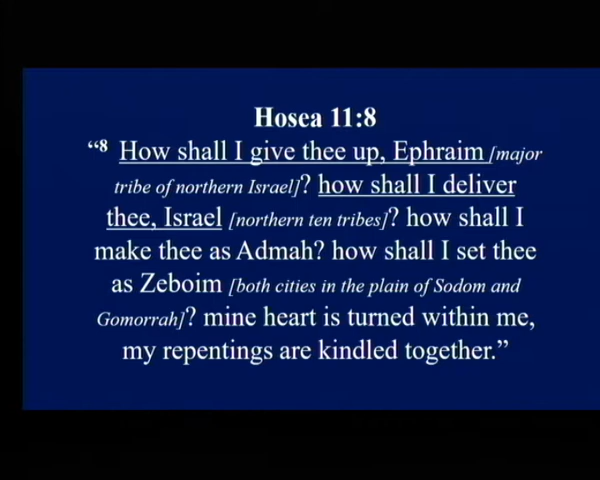 Hosea 11:8
“8 How shall I give thee up, Ephraim [major
tribe of northern Israel]? how shall I deliver
thee, Israel [northern ten tribes]? how shall I
make thee as Admah? how shall I set thee
as Zeboim [both cities in the plain of Sodom and
Gomorrah]? mine heart is turned within me,
my repentings are kindled together.”